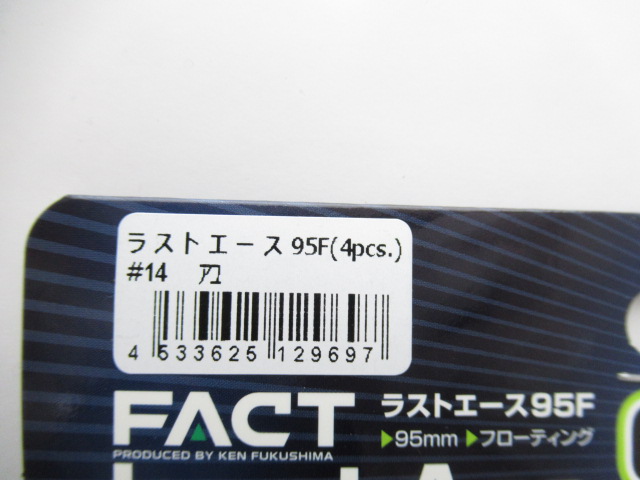 ラストエース 95F(4pcs.)
#14 アユ
4 533625 129697
FACT
PRODUCED BY KEN FUKUSHIMA
ラストエース95F
▶95mm ▶フローティング